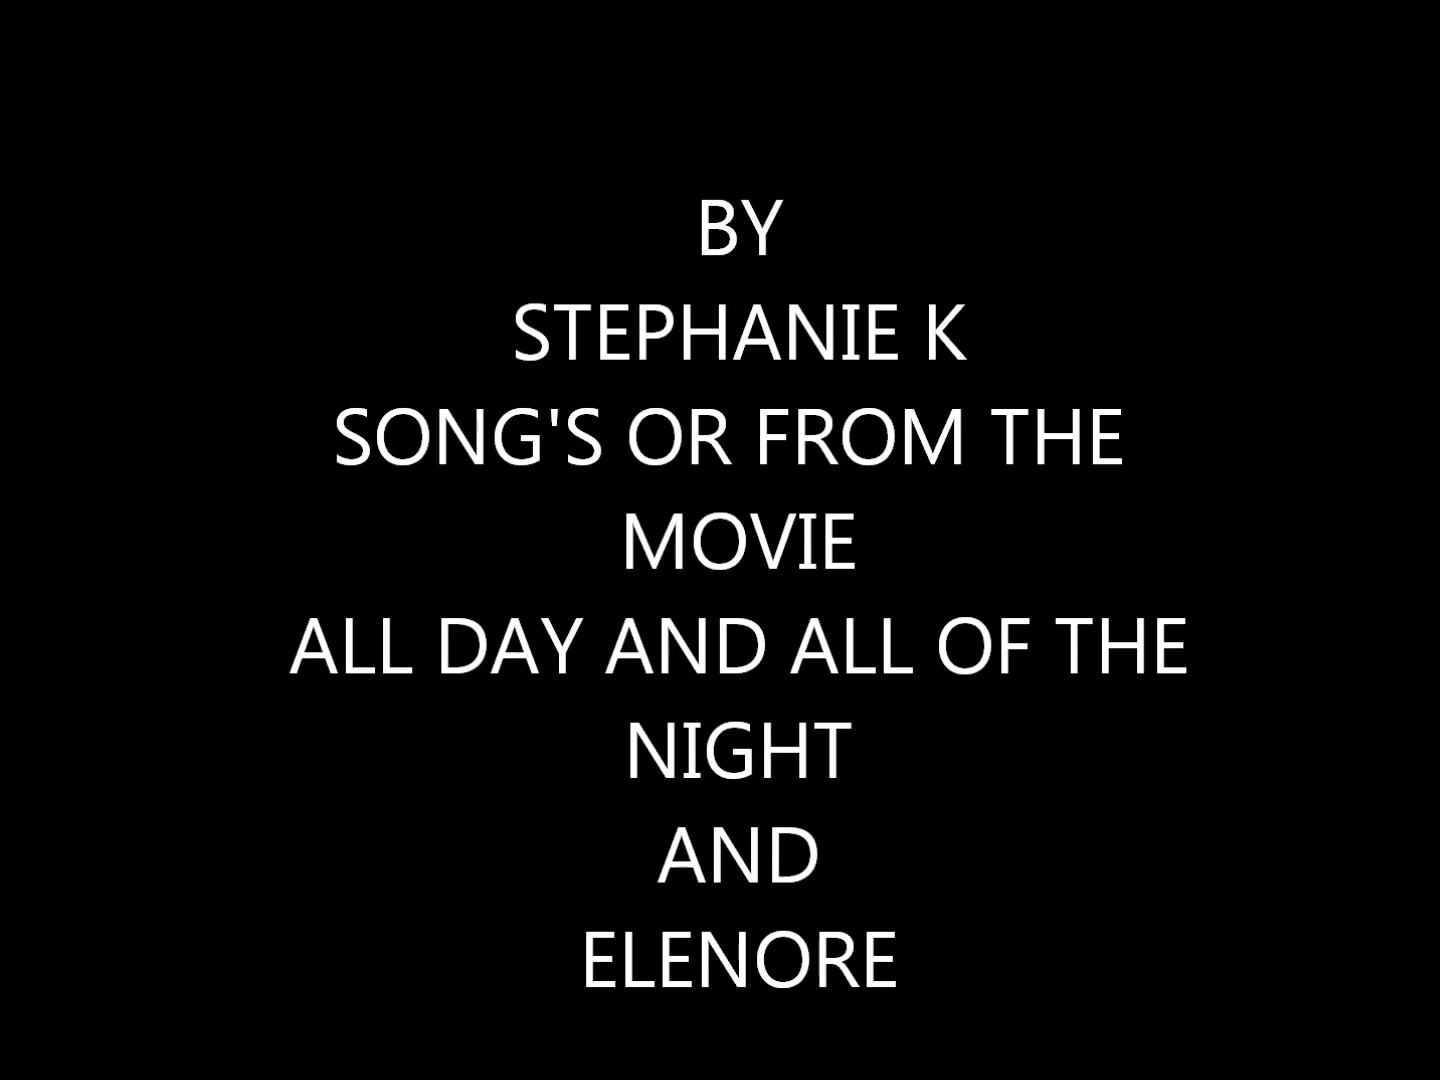 BY
STEPHANIE K
SONG'S OR FROM THE
MOVIE
ALL DAY AND ALL OF THE
NIGHT
AND
ELENORE